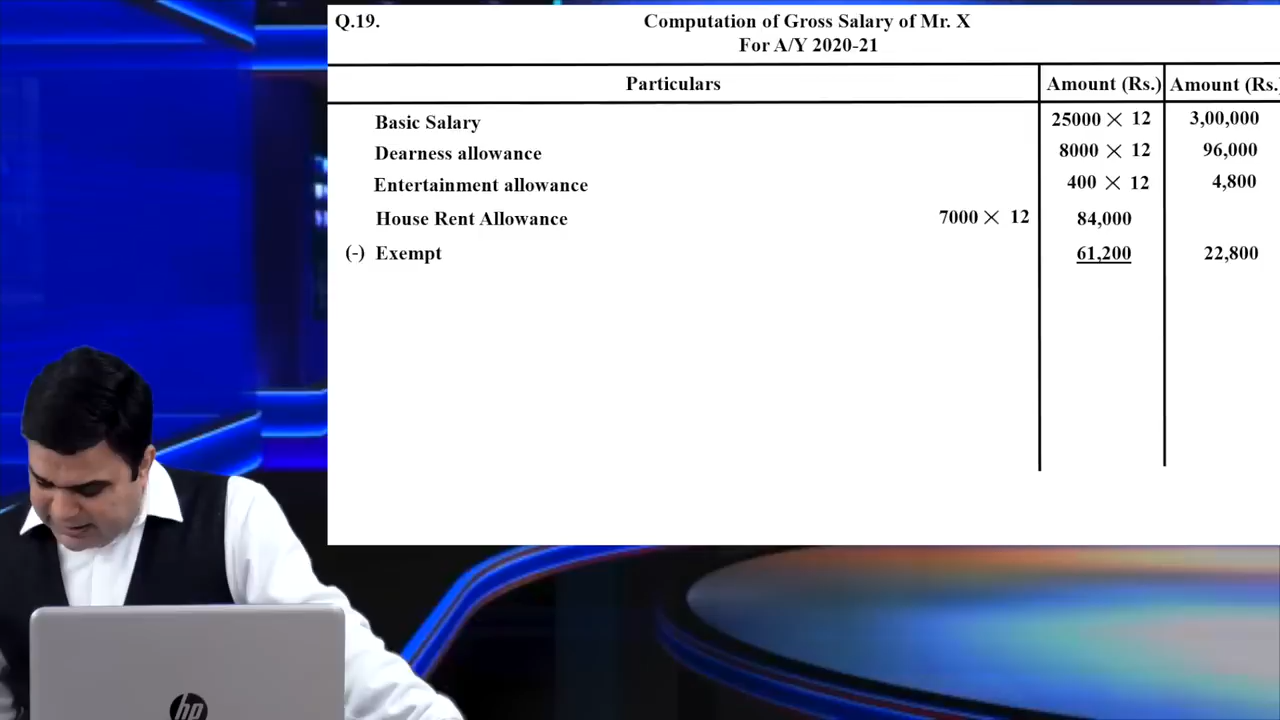 Q.19. Computation of Gross Salary of Mr. X
For A/Y 2020-21
Particulars Amount (Rs.) Amount (Rs.
Basic Salary 25000 × 12 3,00,000
Dearness allowance 8000 × 12 96,000
Entertainment allowance 400 × 12 4,800
House Rent Allowance 7000 × 12 84,000
(-) Exempt 61,200 22,800
hp